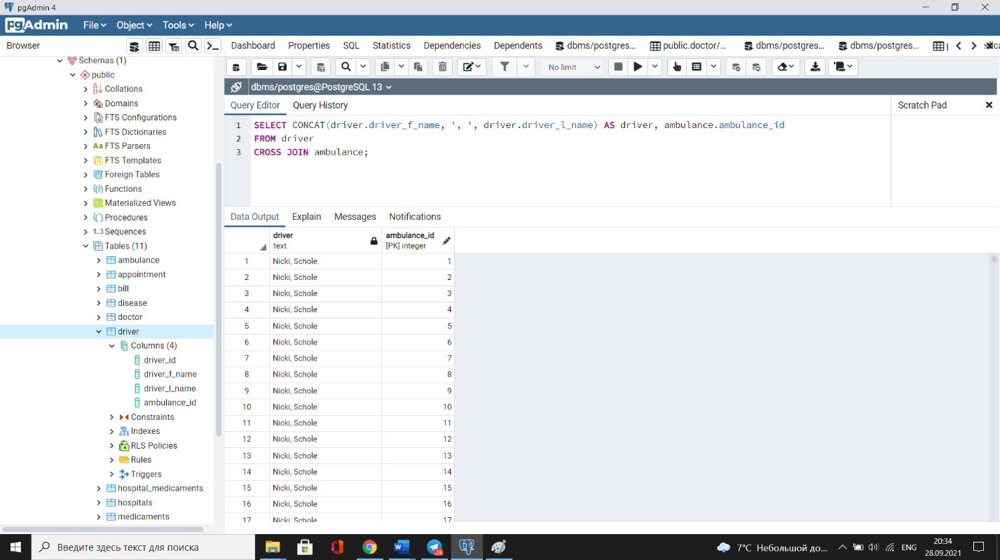 pgAdmin 4
pgAdmin File Object Tools Help
Browser
Dashboard Properties SQL Statistics Dependencies Dependents dbms/postgres... public.doctor/... dbms/postgres... dbms/postgres...
Schemas (1)
public
Collations
Domains
FTS Configurations
FTS Dictionaries
Aa FTS Parsers
FTS Templates
Foreign Tables
Functions
Materialized Views
Procedures
1..3 Sequences
Tables (11)
ambulance
appointment
bill
disease
doctor
driver
Columns (4)
driver_id
driver_f_name
driver_l_name
ambulance_id
Constraints
Indexes
RLS Policies
Rules
Triggers
hospital_medicaments
hospitals
medicaments
No limit
dbms/postgres@PostgreSQL 13
Query Editor Query History
Scratch Pad
1 SELECT CONCAT(driver.driver_f_name, ', ', driver.driver_l_name) AS driver, ambulance.ambulance_id
2 FROM driver
3 CROSS JOIN ambulance;
Data Output Explain Messages Notifications
driver ambulance_id
text [PK] integer
1 Nicki, Schole 1
2 Nicki, Schole 2
3 Nicki, Schole 3
4 Nicki, Schole 4
5 Nicki, Schole 5
6 Nicki, Schole 6
7 Nicki, Schole 7
8 Nicki, Schole 8
9 Nicki, Schole 9
10 Nicki, Schole 10
11 Nicki, Schole 11
12 Nicki, Schole 12
13 Nicki, Schole 13
14 Nicki, Schole 14
15 Nicki, Schole 15
16 Nicki, Schole 16
17 Nicki, Schole 17
Введите здесь текст для поиска
7°C Небольшой до...
ENG
20:34
28.09.2021